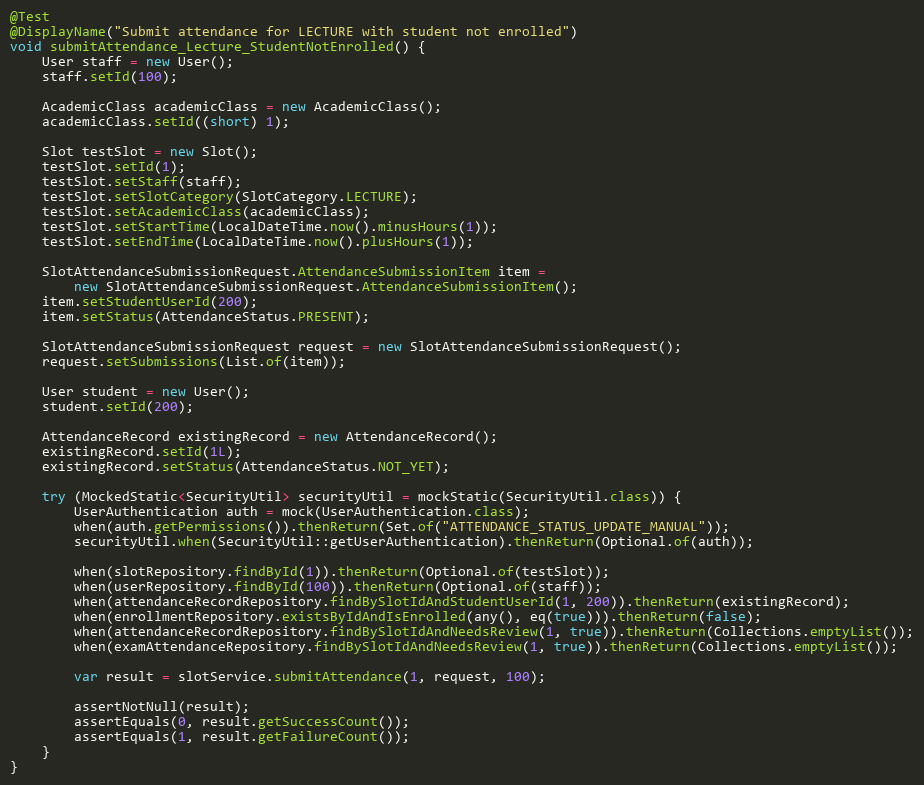 @Test
@DisplayName("Submit attendance for LECTURE with student not enrolled")
void submitAttendance_Lecture_StudentNotEnrolled() {
    User staff = new User();
    staff.setId(100);

    AcademicClass academicClass = new AcademicClass();
    academicClass.setId((short) 1);

    Slot testSlot = new Slot();
    testSlot.setId(1);
    testSlot.setStaff(staff);
    testSlot.setSlotCategory(SlotCategory.LECTURE);
    testSlot.setAcademicClass(academicClass);
    testSlot.setStartTime(LocalDateTime.now().minusHours(1));
    testSlot.setEndTime(LocalDateTime.now().plusHours(1));

    SlotAttendanceSubmissionRequest.AttendanceSubmissionItem item =
        new SlotAttendanceSubmissionRequest.AttendanceSubmissionItem();
    item.setStudentUserId(200);
    item.setStatus(AttendanceStatus.PRESENT);

    SlotAttendanceSubmissionRequest request = new SlotAttendanceSubmissionRequest();
    request.setSubmissions(List.of(item));

    User student = new User();
    student.setId(200);

    AttendanceRecord existingRecord = new AttendanceRecord();
    existingRecord.setId(1L);
    existingRecord.setStatus(AttendanceStatus.NOT_YET);

    try (MockedStatic<SecurityUtil> securityUtil = mockStatic(SecurityUtil.class)) {
        UserAuthentication auth = mock(UserAuthentication.class);
        when(auth.getPermissions()).thenReturn(Set.of("ATTENDANCE_STATUS_UPDATE_MANUAL"));
        securityUtil.when(SecurityUtil::getUserAuthentication).thenReturn(Optional.of(auth));

        when(slotRepository.findById(1)).thenReturn(Optional.of(testSlot));
        when(userRepository.findById(100)).thenReturn(Optional.of(staff));
        when(attendanceRecordRepository.findBySlotIdAndStudentUserId(1, 200)).thenReturn(existingRecord);
        when(enrollmentRepository.existsByIdAndIsEnrolled(any(), eq(true))).thenReturn(false);
        when(attendanceRecordRepository.findBySlotIdAndNeedsReview(1, true)).thenReturn(Collections.emptyList());
        when(examAttendanceRepository.findBySlotIdAndNeedsReview(1, true)).thenReturn(Collections.emptyList());

        var result = slotService.submitAttendance(1, request, 100);

        assertNotNull(result);
        assertEquals(0, result.getSuccessCount());
        assertEquals(1, result.getFailureCount());
    }
}